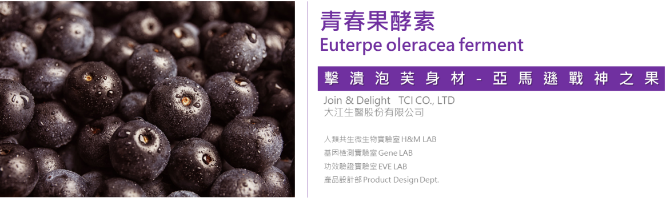 青春果酵素
Euterpe oleracea ferment
擊潰泡芙身材-亞馬遜戰神之果
Join & Delight TCI CO., LTD
大江生醫股份有限公司
人類共生微生物實驗室 H&M LAB
基因檢測實驗室 Gene LAB
功效驗證實驗室 EVE LAB
產品設計部 Product Design Dept.